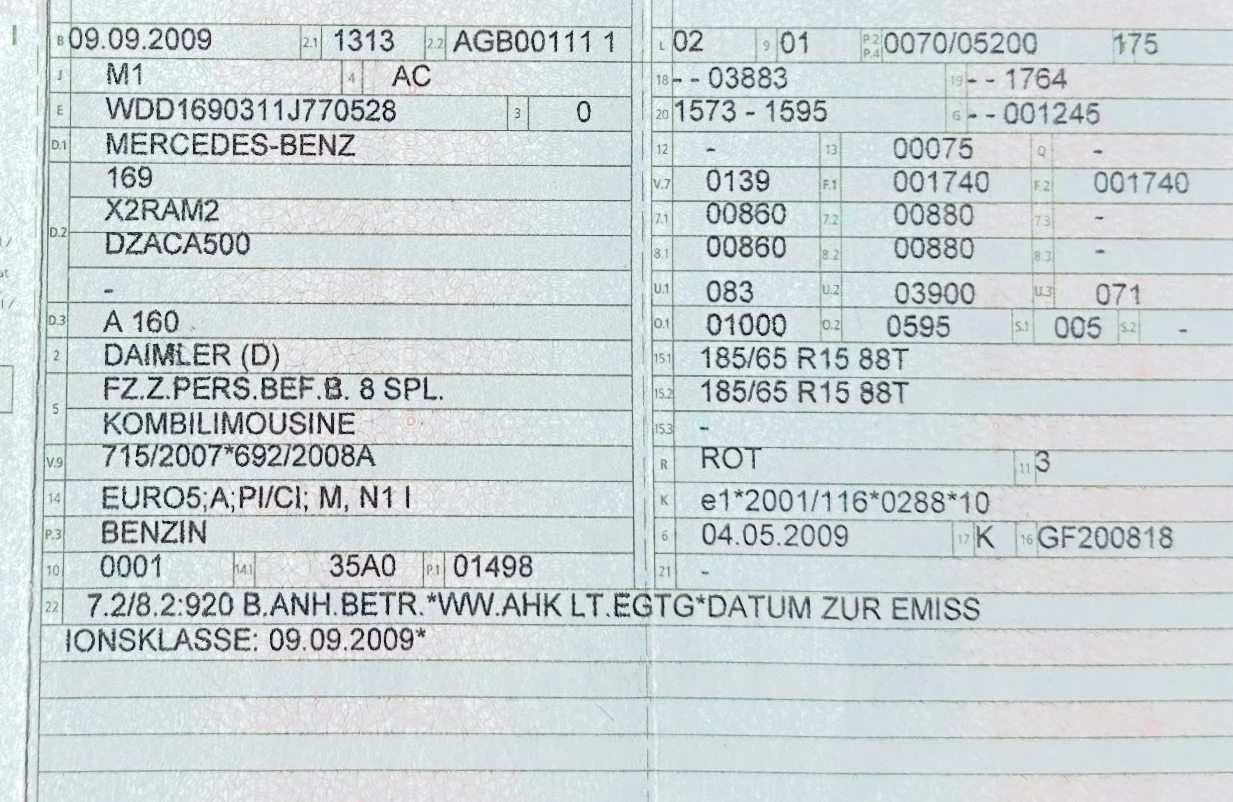 B 09.09.2009 2.1 1313 2.2 AGB00111 1
J M1 4 AC
E WDD1690311J770528 3 0
D.1 MERCEDES-BENZ
169
X2RAM2
D.2 DZACA500
-
D.3 A 160
2 DAIMLER (D)
FZ.Z.PERS.BEF.B. 8 SPL.
5 KOMBILIMOUSINE
V.9 715/2007*692/2008A
14 EURO5;A;PI/CI; M, N1 I
P.3 BENZIN
10 0001 14.1 35A0 P.1 01498
L 02 9 01 P.2 P.4 0070/05200 175
18 - - 03883 19 - - 1764
20 1573 - 1595 G - - 001245
12 - 13 00075 Q -
V.7 0139 F.1 001740 F.2 001740
7.1 00860 7.2 00880 7.3 -
8.1 00860 8.2 00880 8.3 -
U.1 083 U.2 03900 U.3 071
O.1 01000 O.2 0595 S.1 005 S.2 -
15.1 185/65 R15 88T
15.2 185/65 R15 88T
15.3 -
R ROT 11 3
K e1*2001/116*0288*10
6 04.05.2009 17 K 16 GF200818
21 -
22 7.2/8.2:920 B.ANH.BETR.*WW.AHK LT.EGTG*DATUM ZUR EMISS
IONSKLASSE: 09.09.2009*